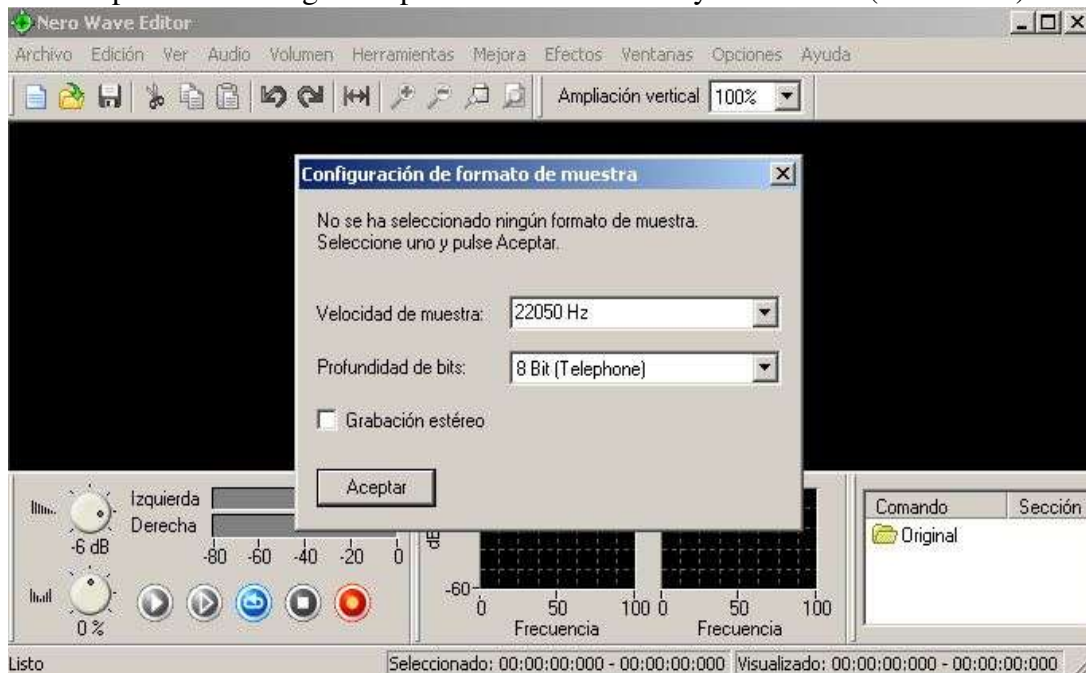 Nero Wave Editor
Archivo Edición Ver Audio Volumen Herramientas Mejora Efectos Ventanas Opciones Ayuda
Ampliación vertical 100%
Configuración de formato de muestra
No se ha seleccionado ningún formato de muestra.
Seleccione uno y pulse Aceptar.
Velocidad de muestra: 22050 Hz
Profundidad de bits: 8 Bit (Telephone)
Grabación estéreo
Aceptar
Izquierda
Derecha
-6 dB
-80 -60 -40 -20 0
0 %
dB
-60
0 50 100 0 50 100
Frecuencia Frecuencia
Comando Sección
Original
Listo
Seleccionado: 00:00:00:000 - 00:00:00:000 Visualizado: 00:00:00:000 - 00:00:00:000